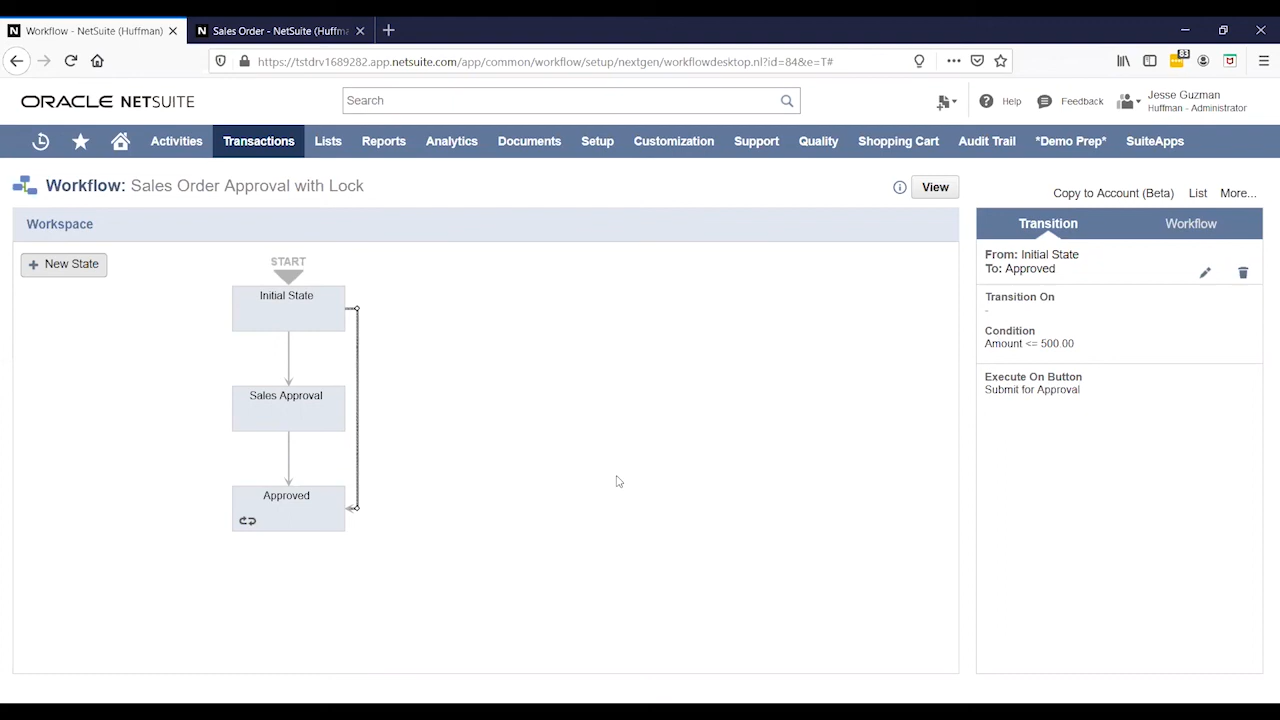 Workflow - NetSuite (Huffman)
Sales Order - NetSuite (Huffma
https://tstdrv1689282.app.netsuite.com/app/common/workflow/setup/nextgen/workflowdesktop.nl?id=84&e=T#
83
ORACLE NETSUITE
Search
Help
Feedback
Jesse Guzman
Huffman - Administrator
Activities
Transactions
Lists
Reports
Analytics
Documents
Setup
Customization
Support
Quality
Shopping Cart
Audit Trail
*Demo Prep*
SuiteApps
Workflow: Sales Order Approval with Lock
View
Copy to Account (Beta)
List
More...
Workspace
Transition
Workflow
New State
START
Initial State
Sales Approval
Approved
From: Initial State
To: Approved
Transition On
-
Condition
Amount <= 500.00
Execute On Button
Submit for Approval